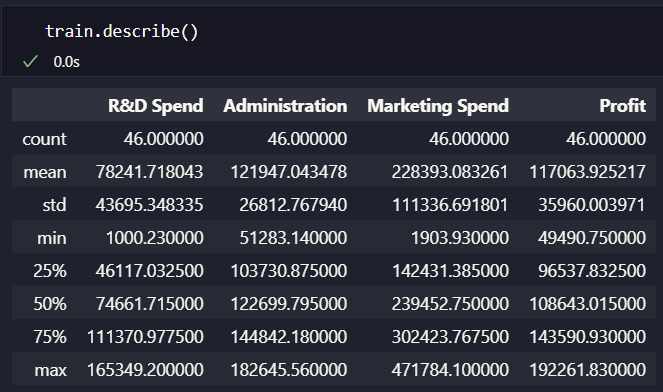 train.describe()
0.0s
R&D Spend Administration Marketing Spend Profit
count 46.000000 46.000000 46.000000 46.000000
mean 78241.718043 121947.043478 228393.083261 117063.925217
std 43695.348335 26812.767940 111336.691801 35960.003971
min 1000.230000 51283.140000 1903.930000 49490.750000
25% 46117.032500 103730.875000 142431.385000 96537.832500
50% 74661.715000 122699.795000 239452.750000 108643.015000
75% 111370.977500 144842.180000 302423.767500 143590.930000
max 165349.200000 182645.560000 471784.100000 192261.830000